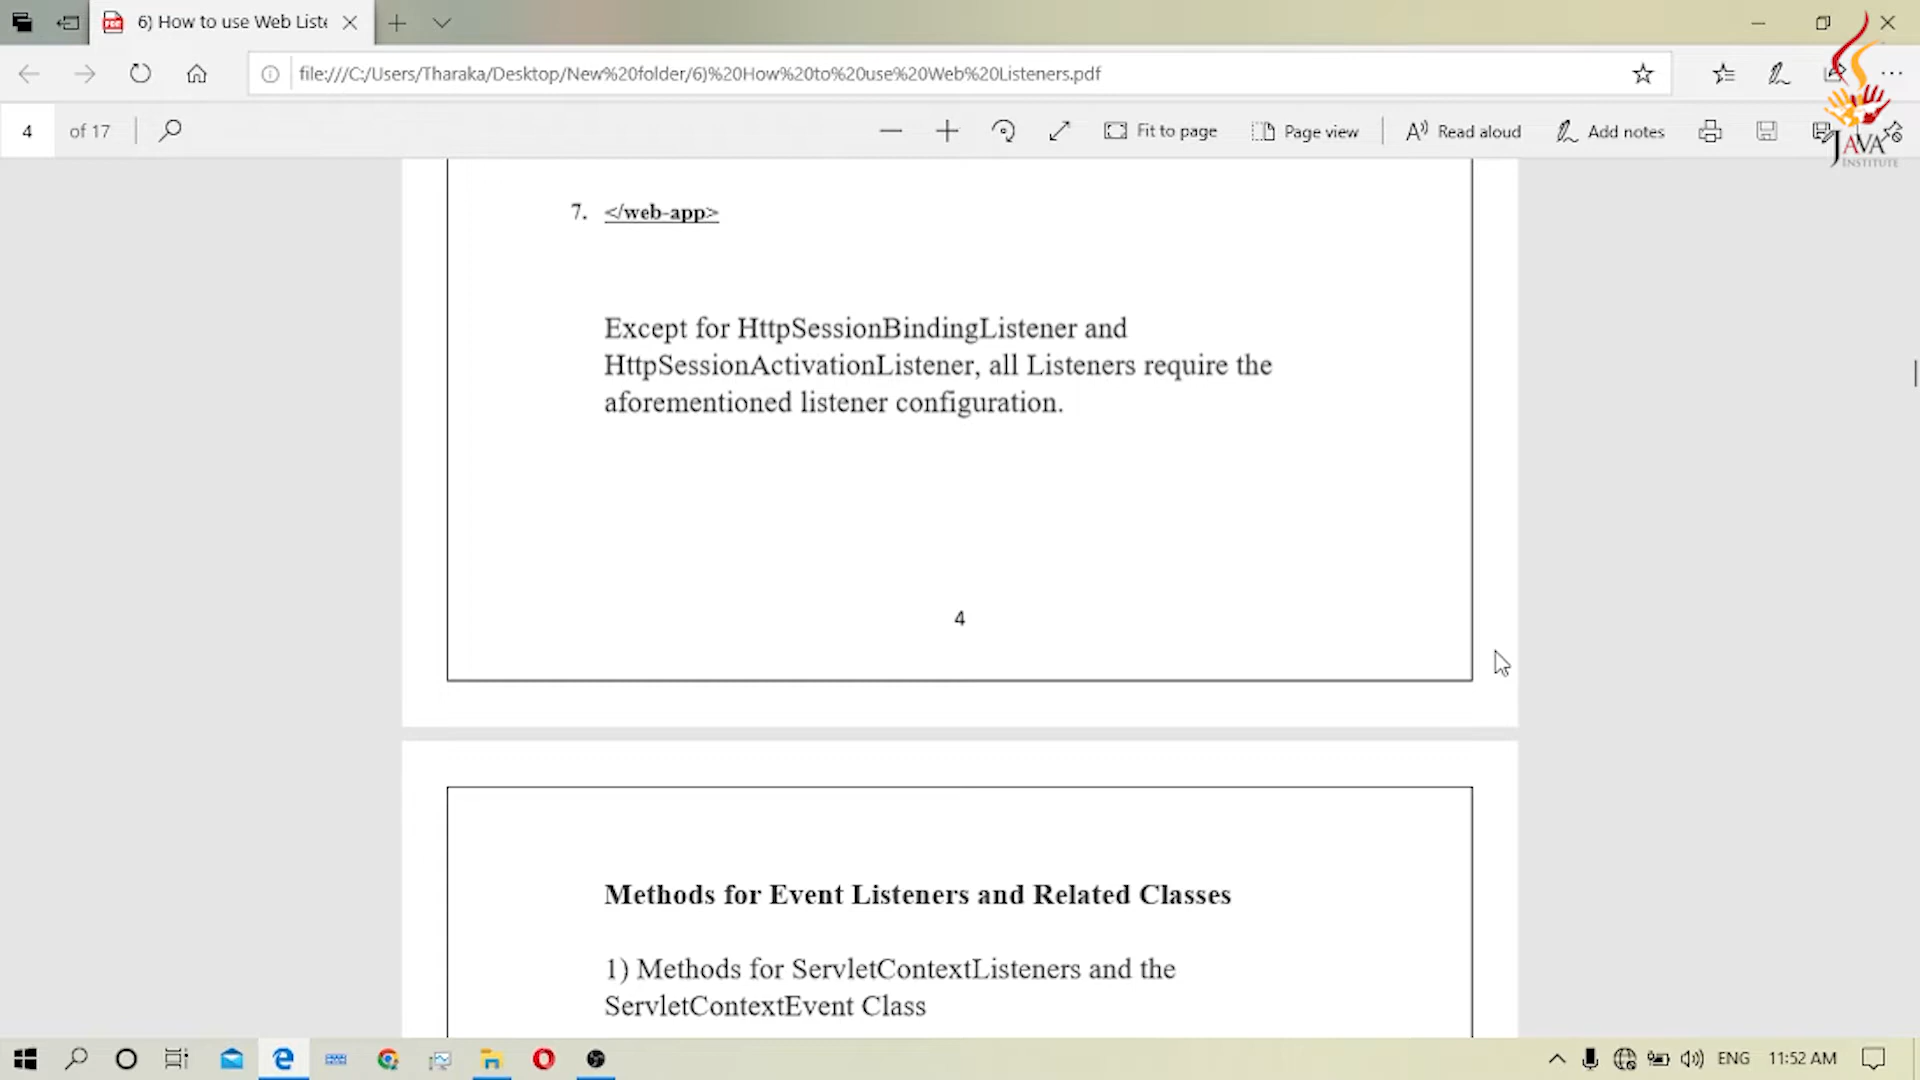 6) How to use Web Liste
file:///C:/Users/Tharaka/Desktop/New%20folder/6)%20How%20to%20use%20Web%20Listeners.pdf
4 of 17
Fit to page
Page view
Read aloud
Add notes
JAVA
INSTITUTE
7. </web-app>
Except for HttpSessionBindingListener and
HttpSessionActivationListener, all Listeners require the
aforementioned listener configuration.
4
Methods for Event Listeners and Related Classes
1) Methods for ServletContextListeners and the
ServletContextEvent Class
ENG
11:52 AM